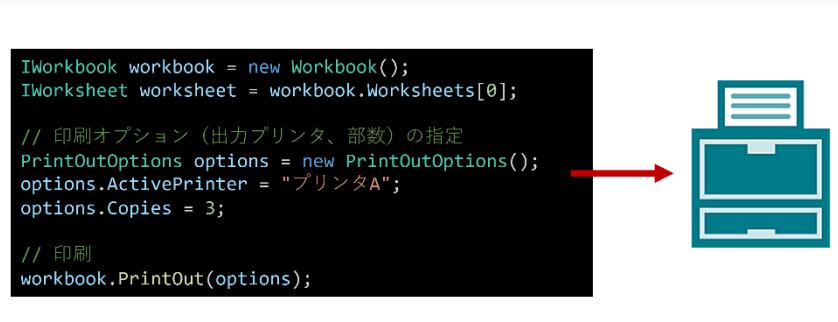 IWorkbook workbook = new Workbook();
IWorksheet worksheet = workbook.Worksheets[0];
// 印刷オプション（出力プリンタ、部数）の指定
PrintOutOptions options = new PrintOutOptions();
options.ActivePrinter = "プリンタA";
options.Copies = 3;
// 印刷
workbook.PrintOut(options);